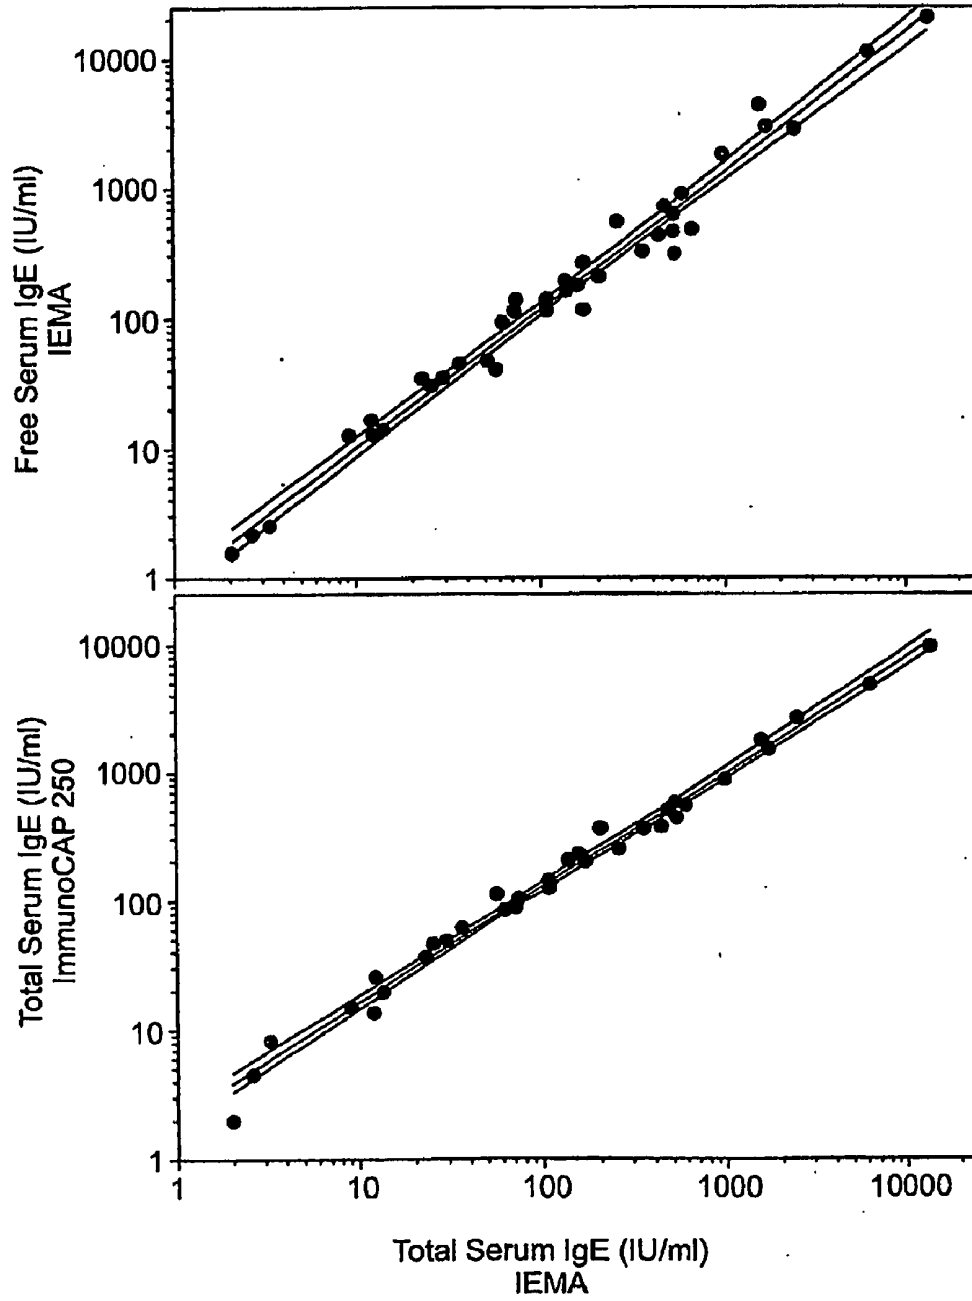 Free Serum IgE (IU/ml)
IEMA
10000
1000
100
10
1
Total Serum IgE (IU/ml)
ImmunoCAP 250
10000
1000
100
10
1
1 10 100 1000 10000
Total Serum IgE (IU/ml)
IEMA